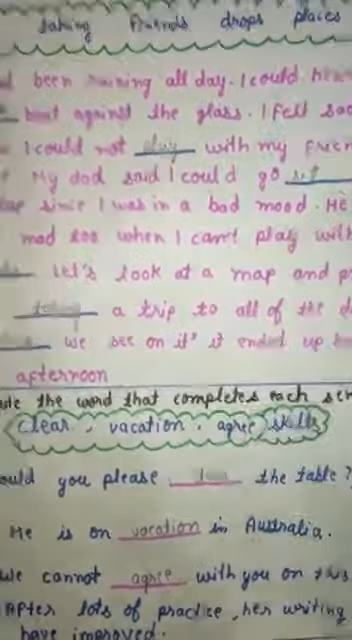 taking friends drops places
been raining all day. I could
beat against the glass. I felt sad
I could not play with my
My dad said I could go
since I was in a bad mood. He
mad too when I can't play with
Let's look at a map and
taking a trip to all of the
we see on it" it ended up
afternoon
the word that completes each
clear, vacation, agree skills
ould you please the table?
He is on vacation in Australia.
We cannot agree with you on this
After lots of practice, her writing
have improved.